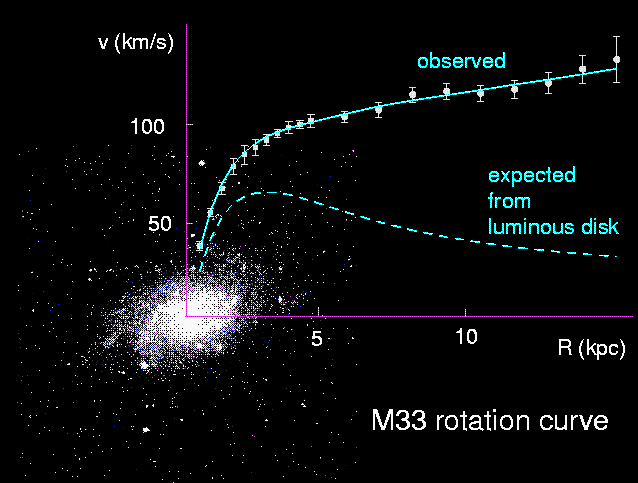 v (km/s)
observed
100
expected
from
luminous disk
50
5
10
R (kpc)
M33 rotation curve